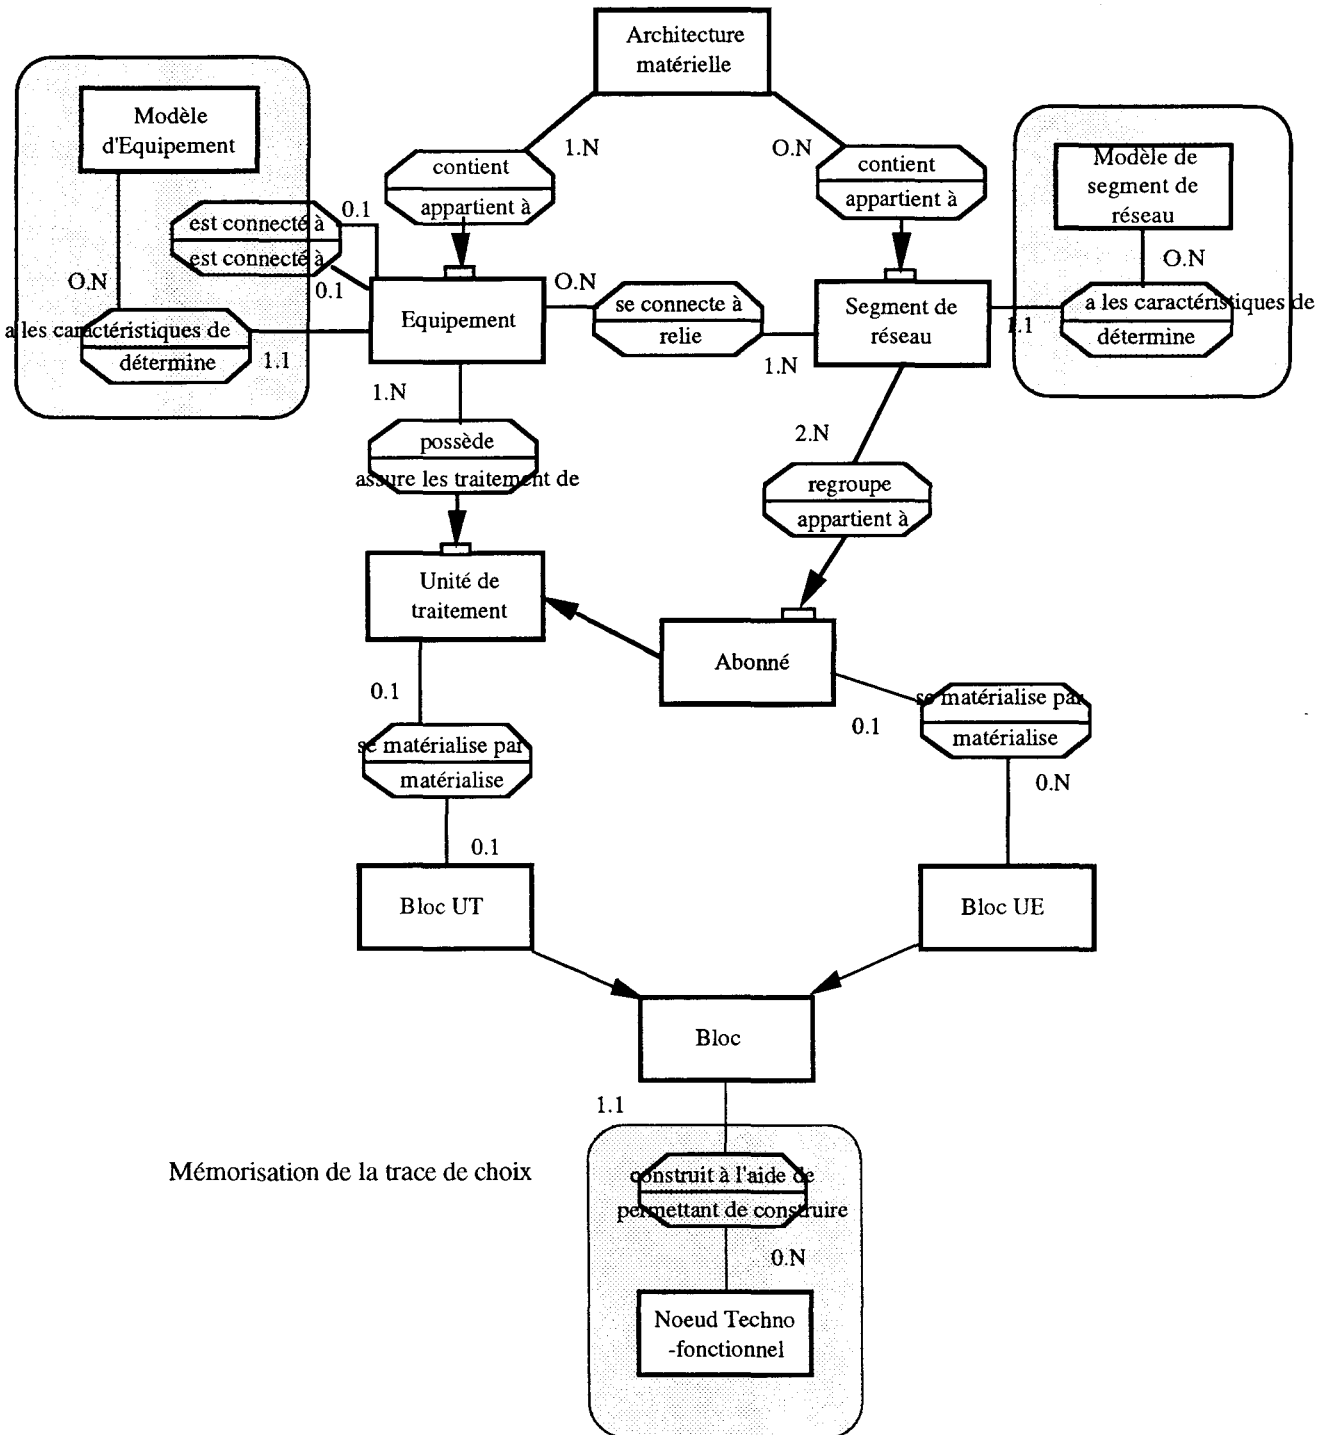 Architecture
matérielle
Modèle
d'Equipement
1.N
O.N
contient
appartient à
contient
appartient à
Modèle de
segment de
réseau
est connecté à
est connecté à
0.1
0.1
O.N
O.N
a les caractéristiques de
détermine
1.1
Equipement
O.N
se connecte à
relie
1.N
Segment de
réseau
1.1
a les caractéristiques de
détermine
1.N
possède
assure les traitement de
2.N
regroupe
appartient à
Unité de
traitement
Abonné
0.1
se matérialise par
matérialise
0.1
0.1
se matérialise par
matérialise
0.N
Bloc UT
Bloc UE
Bloc
1.1
Mémorisation de la trace de choix
construit à l'aide de
permettant de construire
0.N
Noeud Techno
-fonctionnel